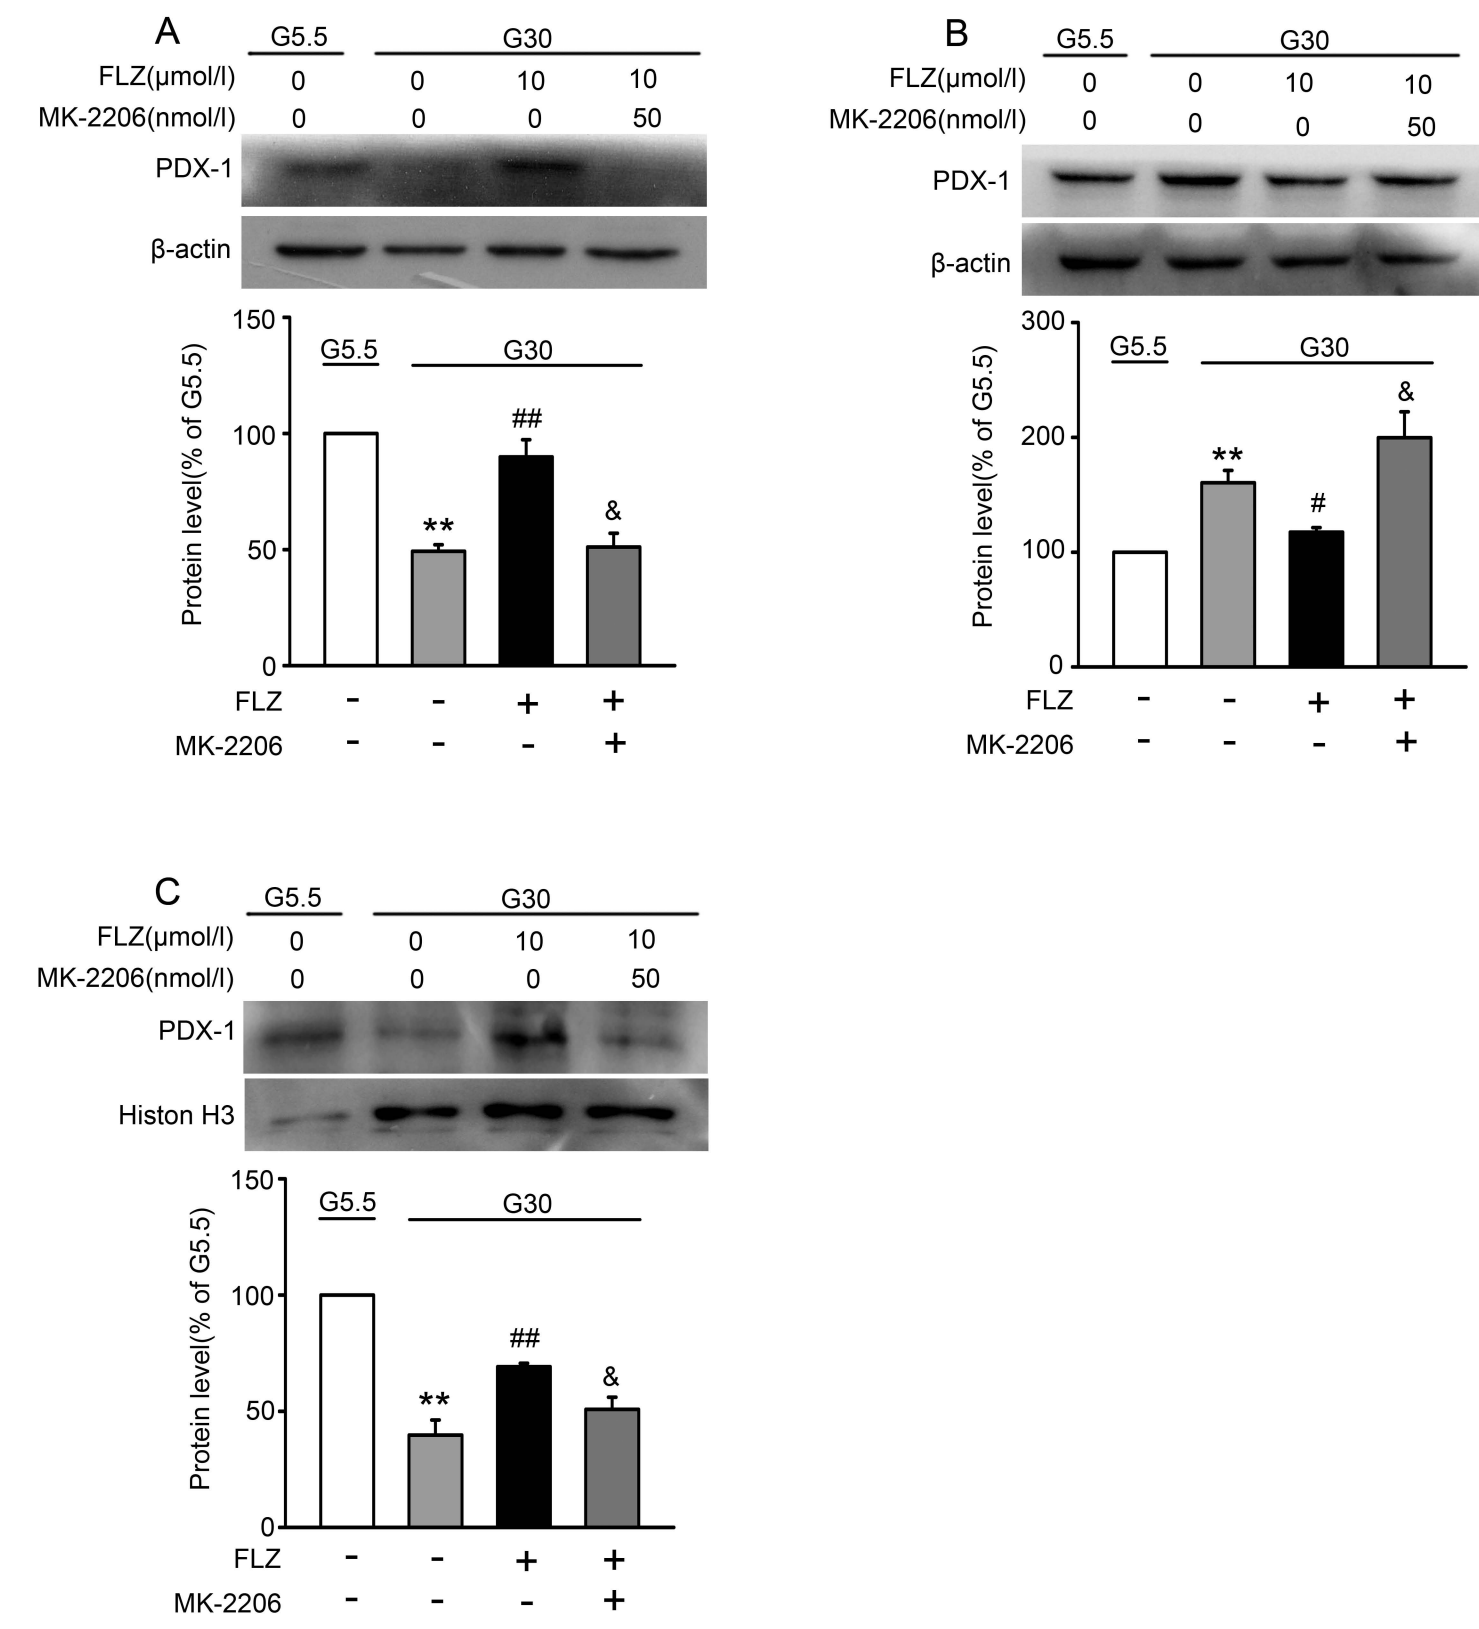 A
G5.5 G30
FLZ(μmol/l) 0 0 10 10
MK-2206(nmol/l) 0 0 0 50
PDX-1
β-actin
150
100
50
0
Protein level(% of G5.5)
G5.5 G30
** ## &
FLZ - - + +
MK-2206 - - - +
B
G5.5 G30
FLZ(μmol/l) 0 0 10 10
MK-2206(nmol/l) 0 0 0 50
PDX-1
β-actin
300
200
100
0
Protein level(% of G5.5)
G5.5 G30
** # &
FLZ - - + +
MK-2206 - - - +
C
G5.5 G30
FLZ(μmol/l) 0 0 10 10
MK-2206(nmol/l) 0 0 0 50
PDX-1
Histon H3
150
100
50
0
Protein level(% of G5.5)
G5.5 G30
** ## &
FLZ - - + +
MK-2206 - - - +